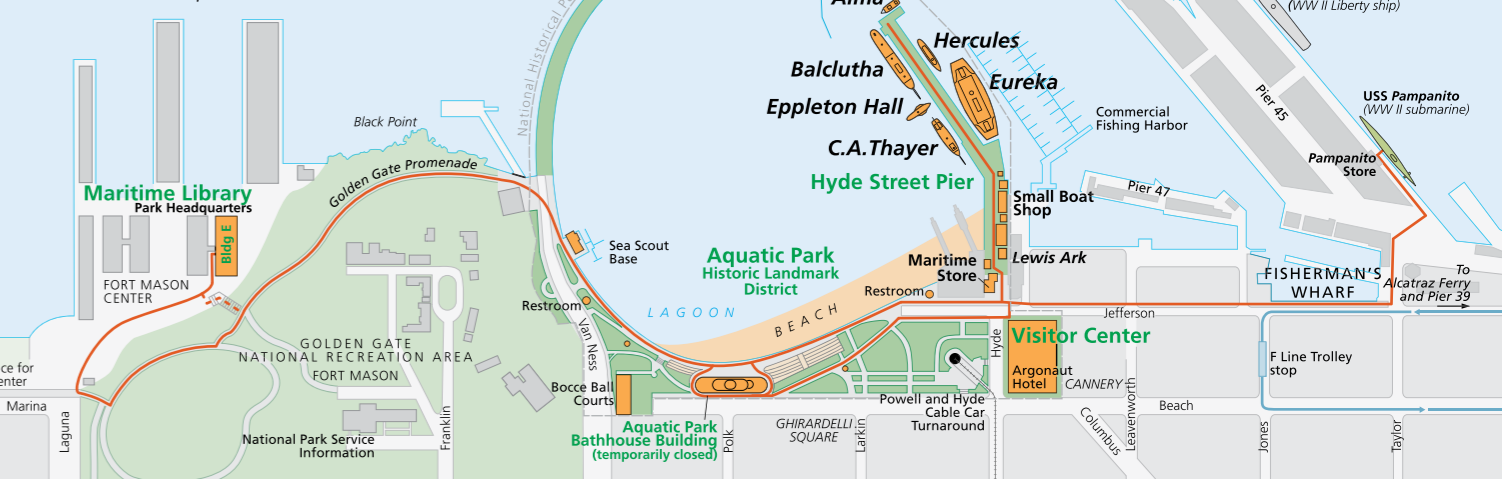 Alma
(WW II Liberty ship)
Hercules
Balclutha
Eureka
Eppleton Hall
C.A.Thayer
Hyde Street Pier
National Historical Pa
Black Point
Golden Gate Promenade
Maritime Library
Park Headquarters
Bldg E
FORT MASON
CENTER
Commercial
Fishing Harbor
Pier 45
USS Pampanito
(WW II submarine)
Pampanito
Store
Pier 47
Small Boat
Shop
Lewis Ark
Sea Scout
Base
Aquatic Park
Historic Landmark
District
Maritime
Store
Restroom
Restroom
LAGOON
BEACH
FISHERMAN'S
WHARF
To
Alcatraz Ferry
and Pier 39
Jefferson
Visitor Center
Argonaut
Hotel
Hyde
CANNERY
Leavenworth
F Line Trolley
stop
GOLDEN GATE
NATIONAL RECREATION AREA
FORT MASON
Van Ness
Bocce Ball
Courts
Powell and Hyde
Cable Car
Turnaround
ce for
enter
Marina
Laguna
National Park Service
Information
Franklin
Aquatic Park
Bathhouse Building
(temporarily closed)
Polk
GHIRARDELLI
SQUARE
Larkin
Beach
Columbus
Jones
Taylor